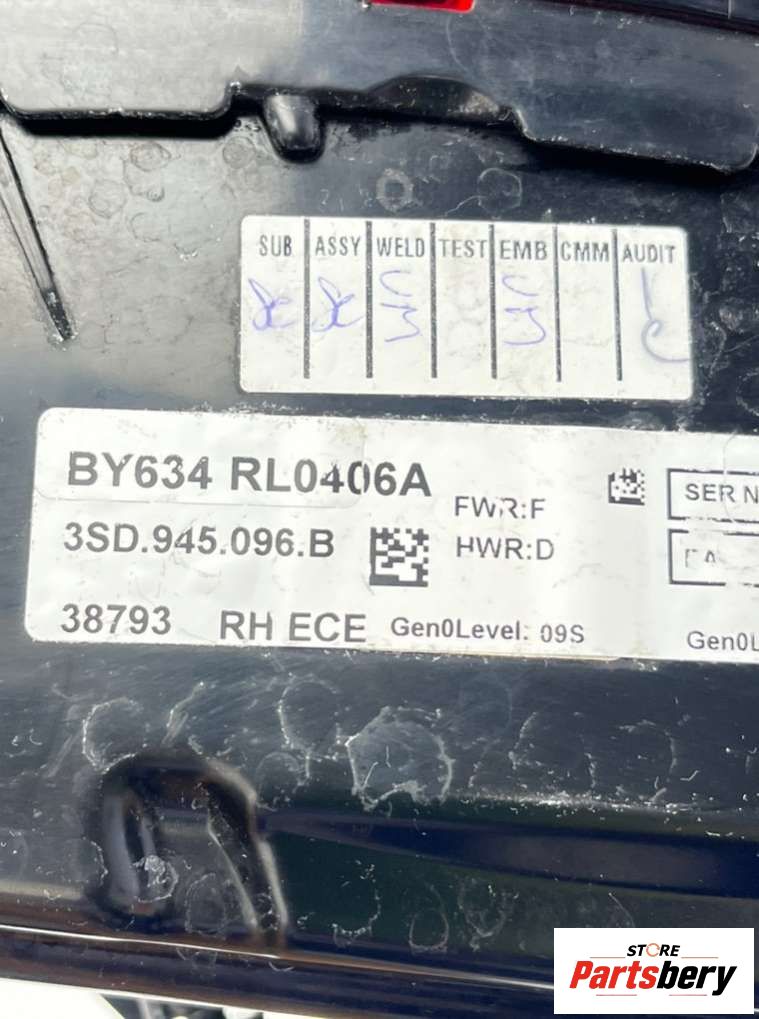 SUB ASSY WELD TEST EMB CMM AUDIT
BY634 RL0406A
FWR:F
SER N
3SD.945.096.B
HWR:D
38793 RH ECE Gen0Level: 09S
Gen0L
STORE
Partsbery